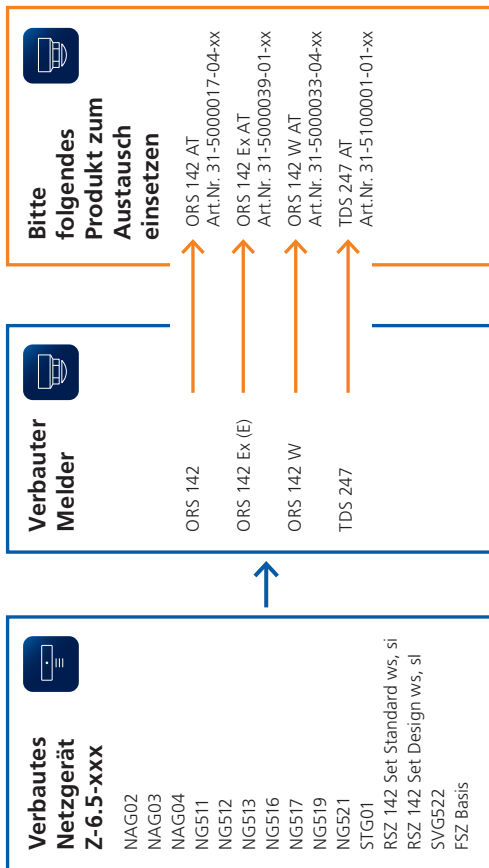 Verbautes
Netzgerät
Z-6.5-xxx
NAG02
NAG03
NAG04
NG511
NG512
NG513
NG516
NG517
NG519
NG521
STG01
RSZ 142 Set Standard ws, si
RSZ 142 Set Design ws, sl
SVG522
FSZ Basis
Verbauter
Melder
ORS 142
ORS 142 Ex (E)
ORS 142 W
TDS 247
Bitte
folgendes
Produkt zum
Austausch
einsetzen
ORS 142 AT
Art.Nr. 31-5000017-04-xx
ORS 142 Ex AT
Art.Nr. 31-5000039-01-xx
ORS 142 W AT
Art.Nr. 31-5000033-04-xx
TDS 247 AT
Art.Nr. 31-5100001-01-xx